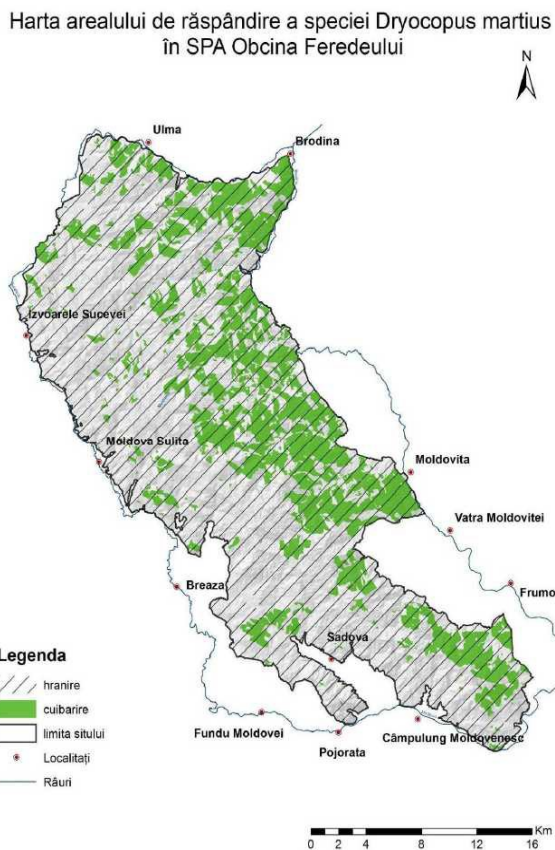 Harta arealului de răspândire a speciei Dryocopus martius
în SPA Obcina Feredeului
N
Ulma
Brodina
Izvoarele Sucevei
Moldova Sulita
Moldovita
Vatra Moldovitei
Breaza
Frumo
Sadova
Legenda
hranire
cuibarire
limita sitului
Localitați
Râuri
Fundu Moldovei
Câmpulung Moldovenesc
Pojorata
Km
0 2 4 8 12 16